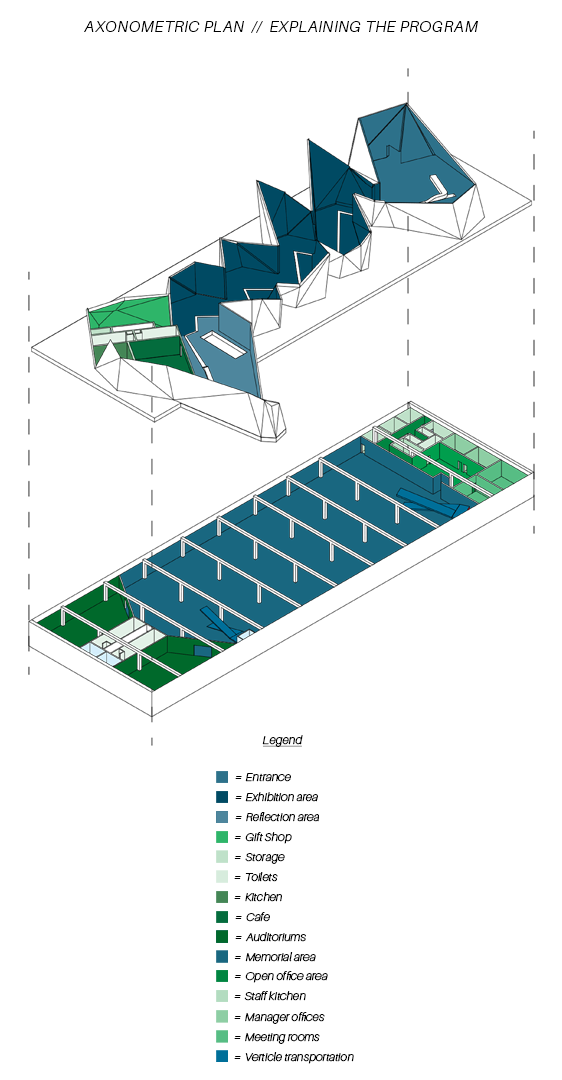 AXONOMETRIC PLAN // EXPLAINING THE PROGRAM
Legend
= Entrance
= Exhibition area
= Reflection area
= Gift Shop
= Storage
= Toilets
= Kitchen
= Cafe
= Auditoriums
= Memorial area
= Open office area
= Staff kitchen
= Manager offices
= Meeting rooms
= Verticle transportation